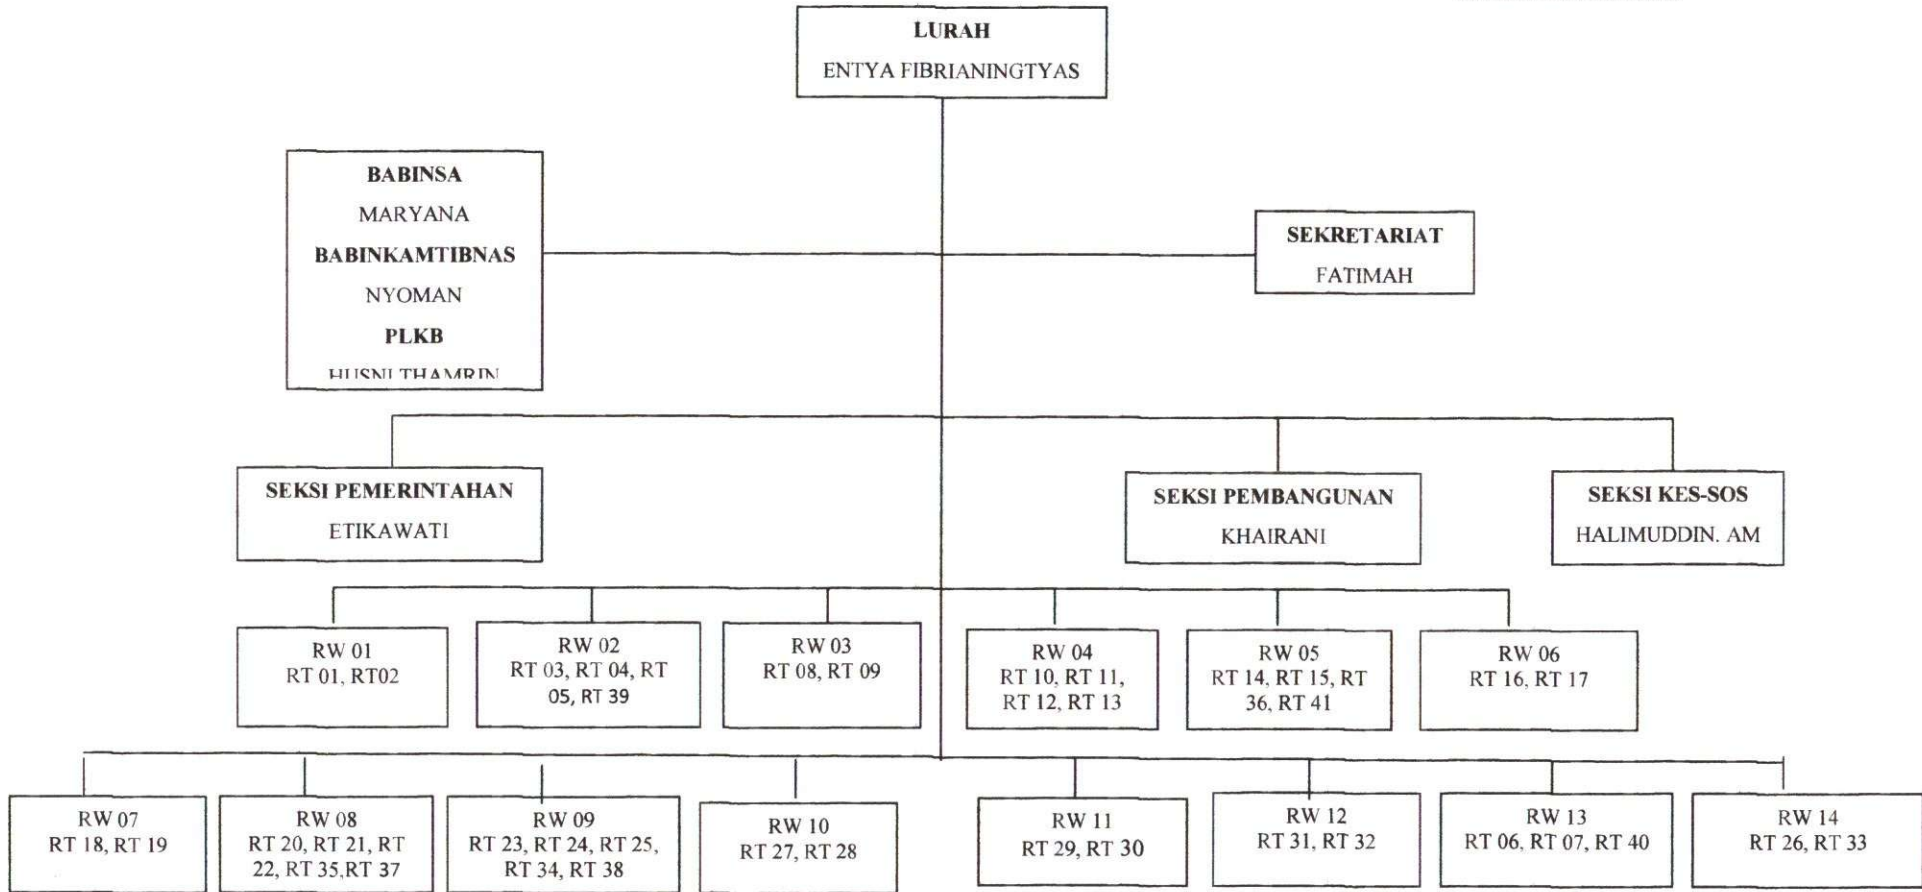 LURAH
ENTYA FIBRIANINGTYAS
BABINSA
MARYANA
BABINKAMTIBNAS
NYOMAN
PLKB
HUSNI THAMRIN
SEKRETARIAT
FATIMAH
SEKSI PEMERINTAHAN
ETIKAWATI
SEKSI PEMBANGUNAN
KHAIRANI
SEKSI KES-SOS
HALIMUDDIN. AM
RW 01
RT 01, RT02
RW 02
RT 03, RT 04, RT
05, RT 39
RW 03
RT 08, RT 09
RW 04
RT 10, RT 11,
RT 12, RT 13
RW 05
RT 14, RT 15, RT
36, RT 41
RW 06
RT 16, RT 17
RW 07
RT 18, RT 19
RW 08
RT 20, RT 21, RT
22, RT 35,RT 37
RW 09
RT 23, RT 24, RT 25,
RT 34, RT 38
RW 10
RT 27, RT 28
RW 11
RT 29, RT 30
RW 12
RT 31, RT 32
RW 13
RT 06, RT 07, RT 40
RW 14
RT 26, RT 33